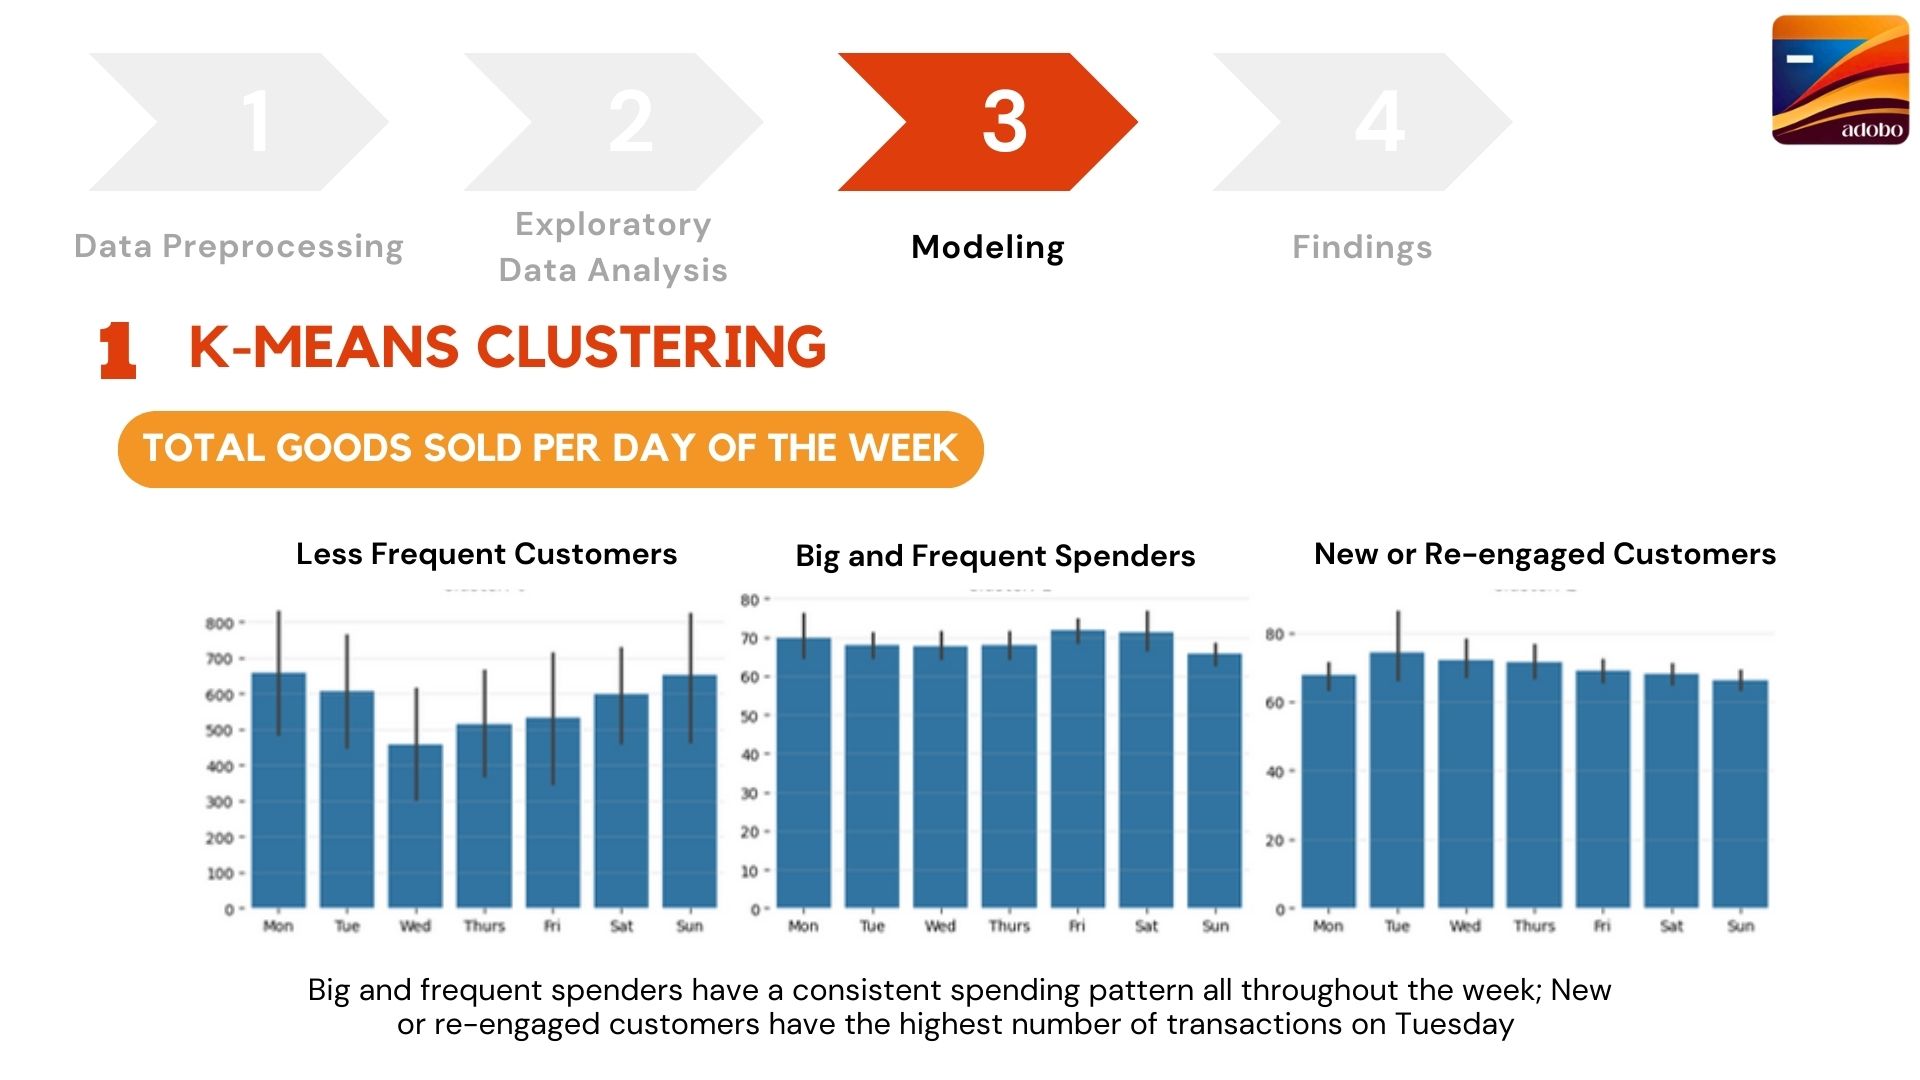 1
2
3
4
adobo
Data Preprocessing
Exploratory
Data Analysis
Modeling
Findings
1 K-MEANS CLUSTERING
TOTAL GOODS SOLD PER DAY OF THE WEEK
Less Frequent Customers
800
700
600
500
400
300
200
100
0
Mon Tue Wed Thurs Fri Sat Sun
Big and Frequent Spenders
80
70
60
50
40
30
20
10
0
Mon Tue Wed Thurs Fri Sat Sun
New or Re-engaged Customers
80
60
40
20
0
Mon Tue Wed Thurs Fri Sat Sun
Big and frequent spenders have a consistent spending pattern all throughout the week; New
or re-engaged customers have the highest number of transactions on Tuesday